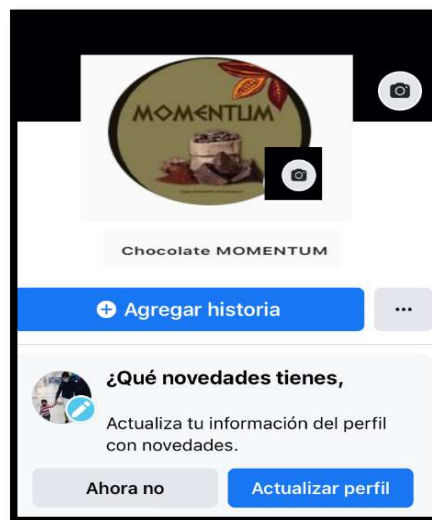 MOMENTUM
Chocolate MOMENTUM
Agregar historia
...
¿Qué novedades tienes,
Actualiza tu información del perfil
con novedades.
Ahora no
Actualizar perfil